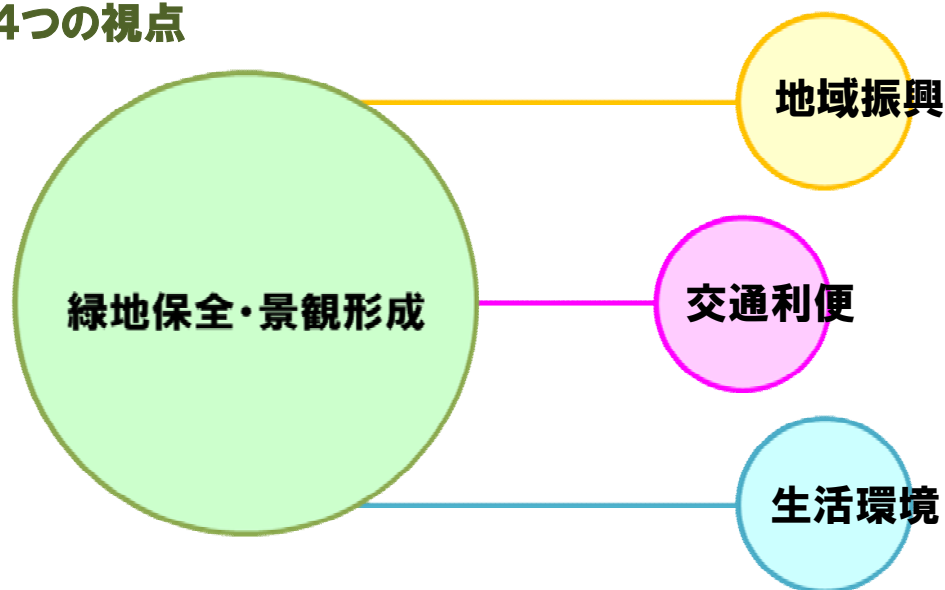 4つの視点
地域振興
緑地保全・景観形成
交通利便
生活環境